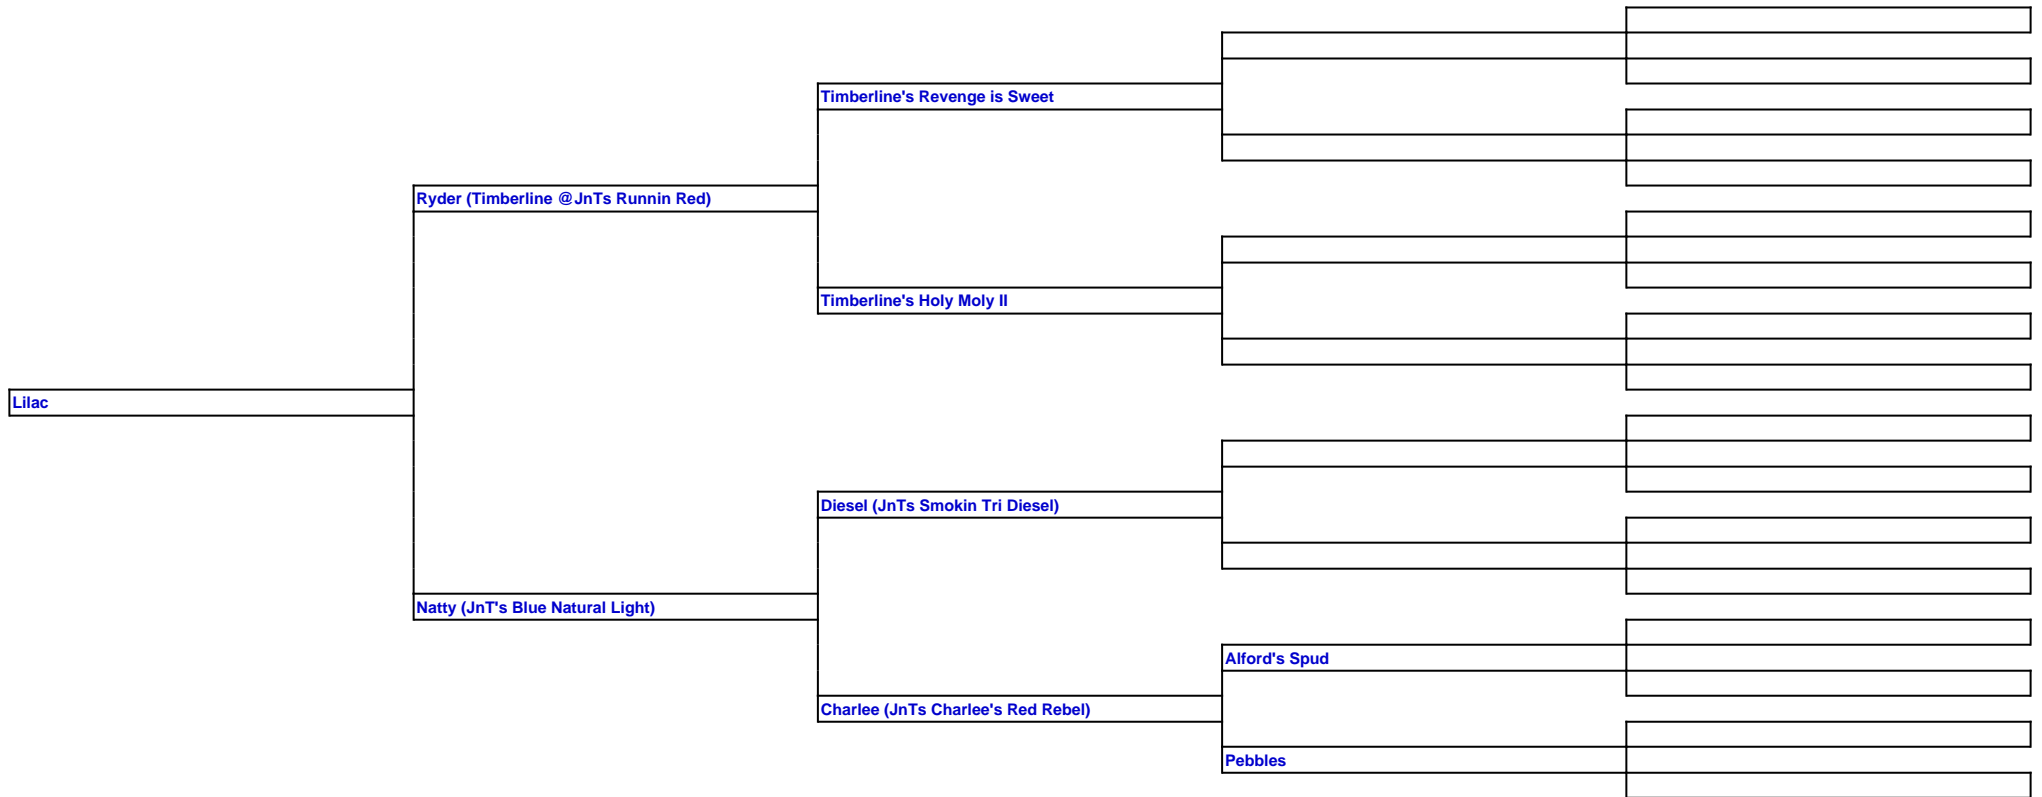 Timberline's Revenge is Sweet
Ryder (Timberline @JnTs Runnin Red)
Timberline's Holy Moly II
Lilac
Diesel (JnTs Smokin Tri Diesel)
Natty (JnT's Blue Natural Light)
Alford's Spud
Charlee (JnTs Charlee's Red Rebel)
Pebbles